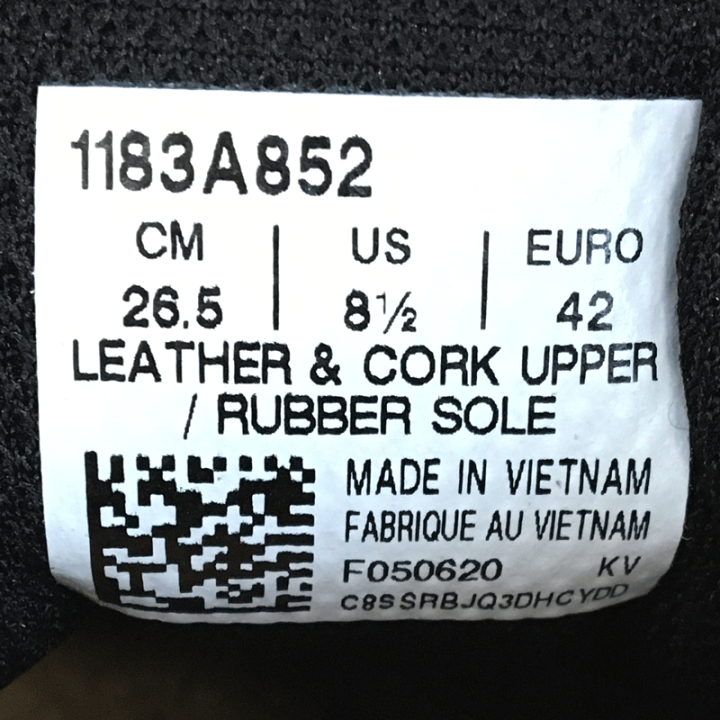 1183A852
CM | US | EURO
26.5 | 8½ | 42
LEATHER & CORK UPPER
/ RUBBER SOLE
MADE IN VIETNAM
FABRIQUE AU VIETNAM
F050620 KV
C8SSRBJQ3DHCYDD